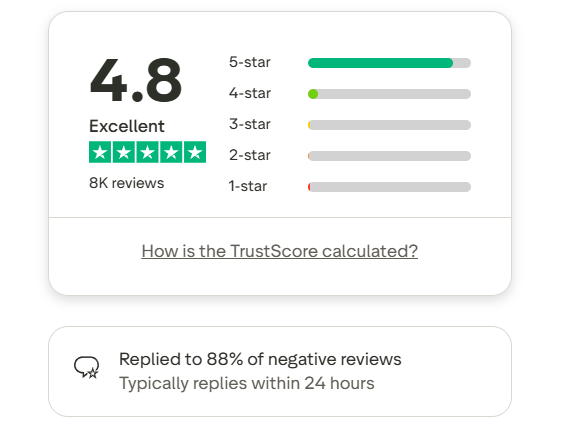 4.8
Excellent
8K reviews
5-star
4-star
3-star
2-star
1-star
How is the TrustScore calculated?
Replied to 88% of negative reviews
Typically replies within 24 hours